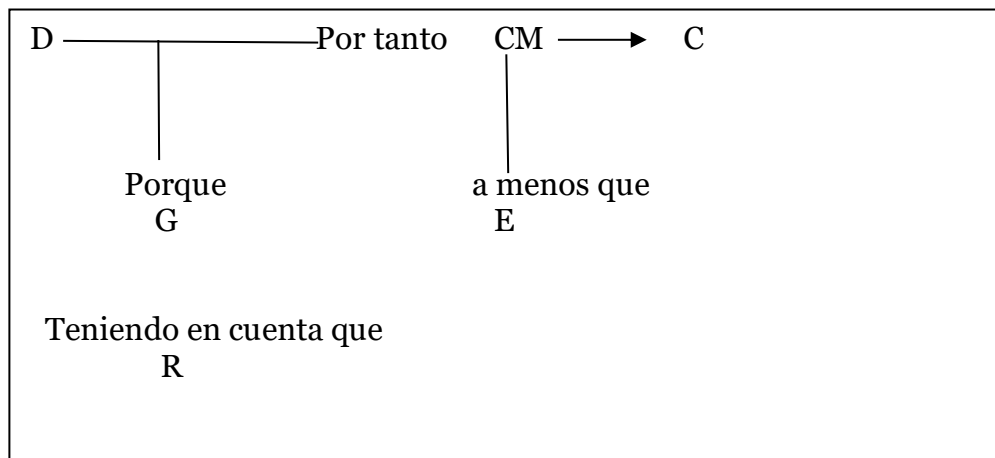 D Por tanto CM C
Porque a menos que
G E
Teniendo en cuenta que
R